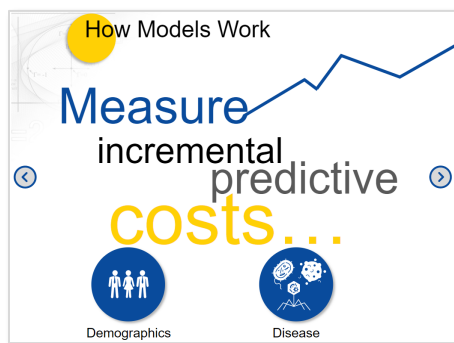 How Models Work
Measure
incremental
predictive
costs...
Demographics
Disease